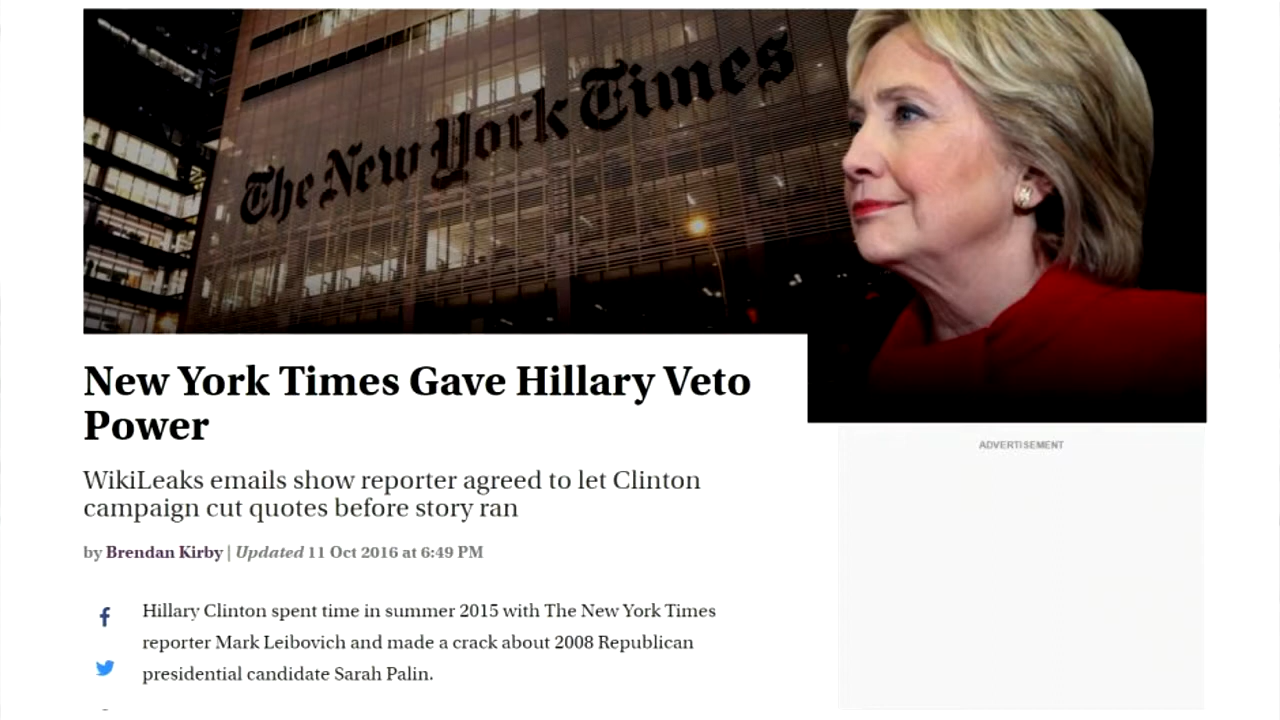 The New York Times
New York Times Gave Hillary Veto
Power
WikiLeaks emails show reporter agreed to let Clinton
campaign cut quotes before story ran
by Brendan Kirby | Updated 11 Oct 2016 at 6:49 PM
ADVERTISEMENT
Hillary Clinton spent time in summer 2015 with The New York Times
reporter Mark Leibovich and made a crack about 2008 Republican
presidential candidate Sarah Palin.